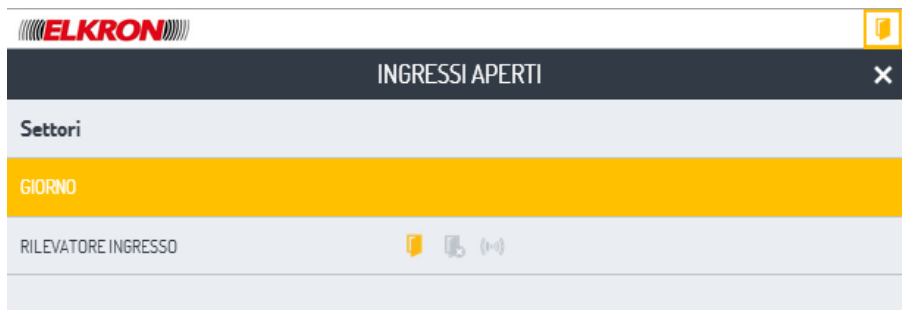 ELKRON
INGRESSI APERTI
Settori
GIORNO
RILEVATORE INGRESSO